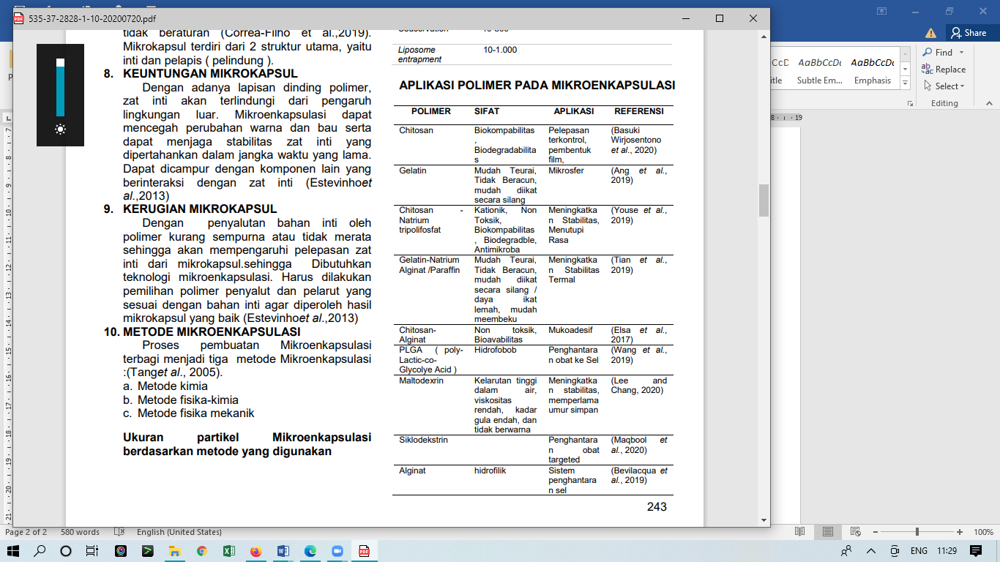 535-37-2828-1-10-20200720.pdf
Share
tidak beraturan (Correa-Filho et al.,2019).
Mikrokapsul terdiri dari 2 struktur utama, yaitu
inti dan pelapis ( pelindung ).
8. KEUNTUNGAN MIKROKAPSUL
Dengan adanya lapisan dinding polimer,
zat inti akan terlindungi dari pengaruh
lingkungan luar. Mikroenkapsulasi dapat
mencegah perubahan warna dan bau serta
dapat menjaga stabilitas zat inti yang
dipertahankan dalam jangka waktu yang lama.
Dapat dicampur dengan komponen lain yang
berinteraksi dengan zat inti (Estevinhoet
al.,2013)
9. KERUGIAN MIKROKAPSUL
Dengan penyalutan bahan inti oleh
polimer kurang sempurna atau tidak merata
sehingga akan mempengaruhi pelepasan zat
inti dari mikrokapsul.sehingga Dibutuhkan
teknologi mikroenkapsulasi. Harus dilakukan
pemilihan polimer penyalut dan pelarut yang
sesuai dengan bahan inti agar diperoleh hasil
mikrokapsul yang baik (Estevinhoet al.,2013)
10. METODE MIKROENKAPSULASI
Proses pembuatan Mikroenkapsulasi
terbagi menjadi tiga metode Mikroenkapsulasi
:(Tanget al., 2005).
a. Metode kimia
b. Metode fisika-kimia
c. Metode fisika mekanik
Ukuran partikel Mikroenkapsulasi
berdasarkan metode yang digunakan
Liposome 10-1.000
entrapment
APLIKASI POLIMER PADA MIKROENKAPSULASI
POLIMER SIFAT APLIKASI REFERENSI
Chitosan Biokompabilitas Pelepasan (Basuki
, terkontrol, Wirjosentono
Biodegradabilita pembentuk et al., 2020)
s film,
Gelatin Mudah Teurai, Mikrosfer (Ang et al.,
Tidak Beracun, 2019)
mudah diikat
secara silang
Chitosan - Kationik, Non Meningkatka (Youse et al.,
Natrium Toksik, n Stabilitas, 2019)
tripolifosfat Biokompabilitas Menutupi
, Biodegradble, Rasa
Antimikroba
Gelatin-Natrium Mudah Teurai, Meningkatka (Tian et al.,
Alginat /Paraffin Tidak Beracun, n Stabilitas 2019)
mudah diikat Termal
secara silang /
daya ikat
lemah, mudah
meembeku
Chitosan- Non toksik, Mukoadesif (Elsa et al.,
Alginat Bioavabilitas 2017)
PLGA ( poly- Hidrofobob Penghantara (Wang et al.,
Lactic-co- n obat ke Sel 2019)
Glycolye Acid )
Maltodexrin Kelarutan tinggi Meningkatka (Lee and
dalam air, n stabilitas, Chang, 2020)
viskositas memperlama
rendah, kadar umur simpan
gula endah, dan
tidak berwarna
Siklodekstrin Penghantara (Maqbool et
n obat al., 2020)
targeted
Alginat hidrofilik Sistem (Bevilacqua et
penghantara al., 2019)
n sel
243
AaBbCcDc AaBbCcDc
Subtle Em... Emphasis
Find
Replace
Select
Editing
Page 2 of 2 580 words English (United States) 100%
ENG 11:29